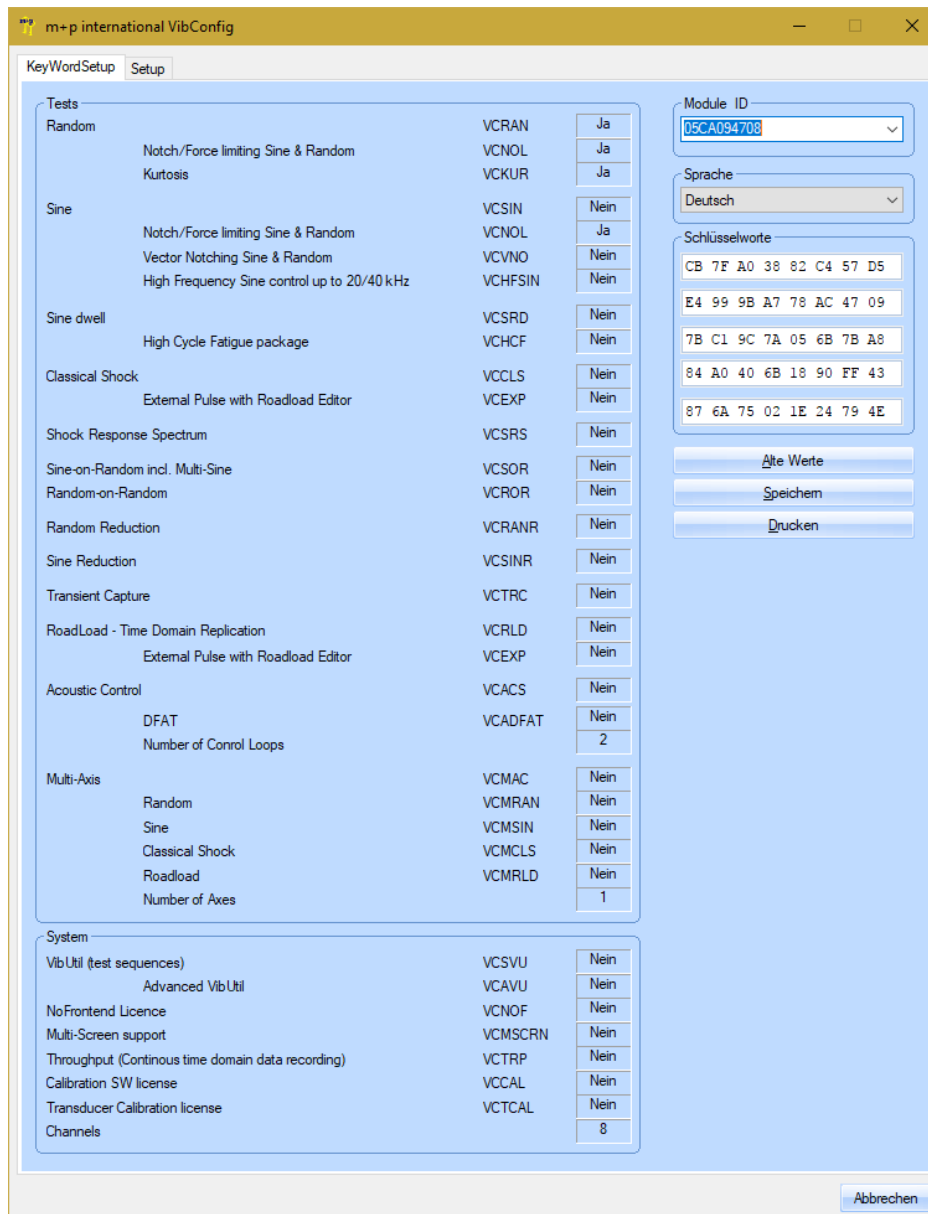 m+p international VibConfig
KeyWordSetup Setup
Tests
Random VCRAN Ja
Notch/Force limiting Sine & Random VCNOL Ja
Kurtosis VCKUR Ja
Sine VCSIN Nein
Notch/Force limiting Sine & Random VCNOL Ja
Vector Notching Sine & Random VCVNO Nein
High Frequency Sine control up to 20/40 kHz VCHFSIN Nein
Sine dwell VCSRD Nein
High Cycle Fatigue package VCHCF Nein
Classical Shock VCCLS Nein
External Pulse with Roadload Editor VCEXP Nein
Shock Response Spectrum VCSRS Nein
Sine-on-Random incl. Multi-Sine VCSOR Nein
Random-on-Random VCROR Nein
Random Reduction VCRANR Nein
Sine Reduction VCSINR Nein
Transient Capture VCTRC Nein
RoadLoad - Time Domain Replication VCRLD Nein
External Pulse with Roadload Editor VCEXP Nein
Acoustic Control VCACS Nein
DFAT VCADFAT Nein
Number of Conrol Loops 2
Multi-Axis VCMAC Nein
Random VCMRAN Nein
Sine VCMSIN Nein
Classical Shock VCMCLS Nein
Roadload VCMRLD Nein
Number of Axes 1
System
VibUtil (test sequences) VCSVU Nein
Advanced VibUtil VCAVU Nein
NoFrontend Licence VCNOF Nein
Multi-Screen support VCMSCRN Nein
Throughput (Continous time domain data recording) VCTRP Nein
Calibration SW license VCCAL Nein
Transducer Calibration license VCTCAL Nein
Channels 8
Module ID
05CA094708
Sprache
Deutsch
Schlüsselworte
CB 7F A0 38 82 C4 57 D5
E4 99 9B A7 78 AC 47 09
7B C1 9C 7A 05 6B 7B A8
84 A0 40 6B 18 90 FF 43
87 6A 75 02 1E 24 79 4E
Alte Werte
Speichern
Drucken
Abbrechen